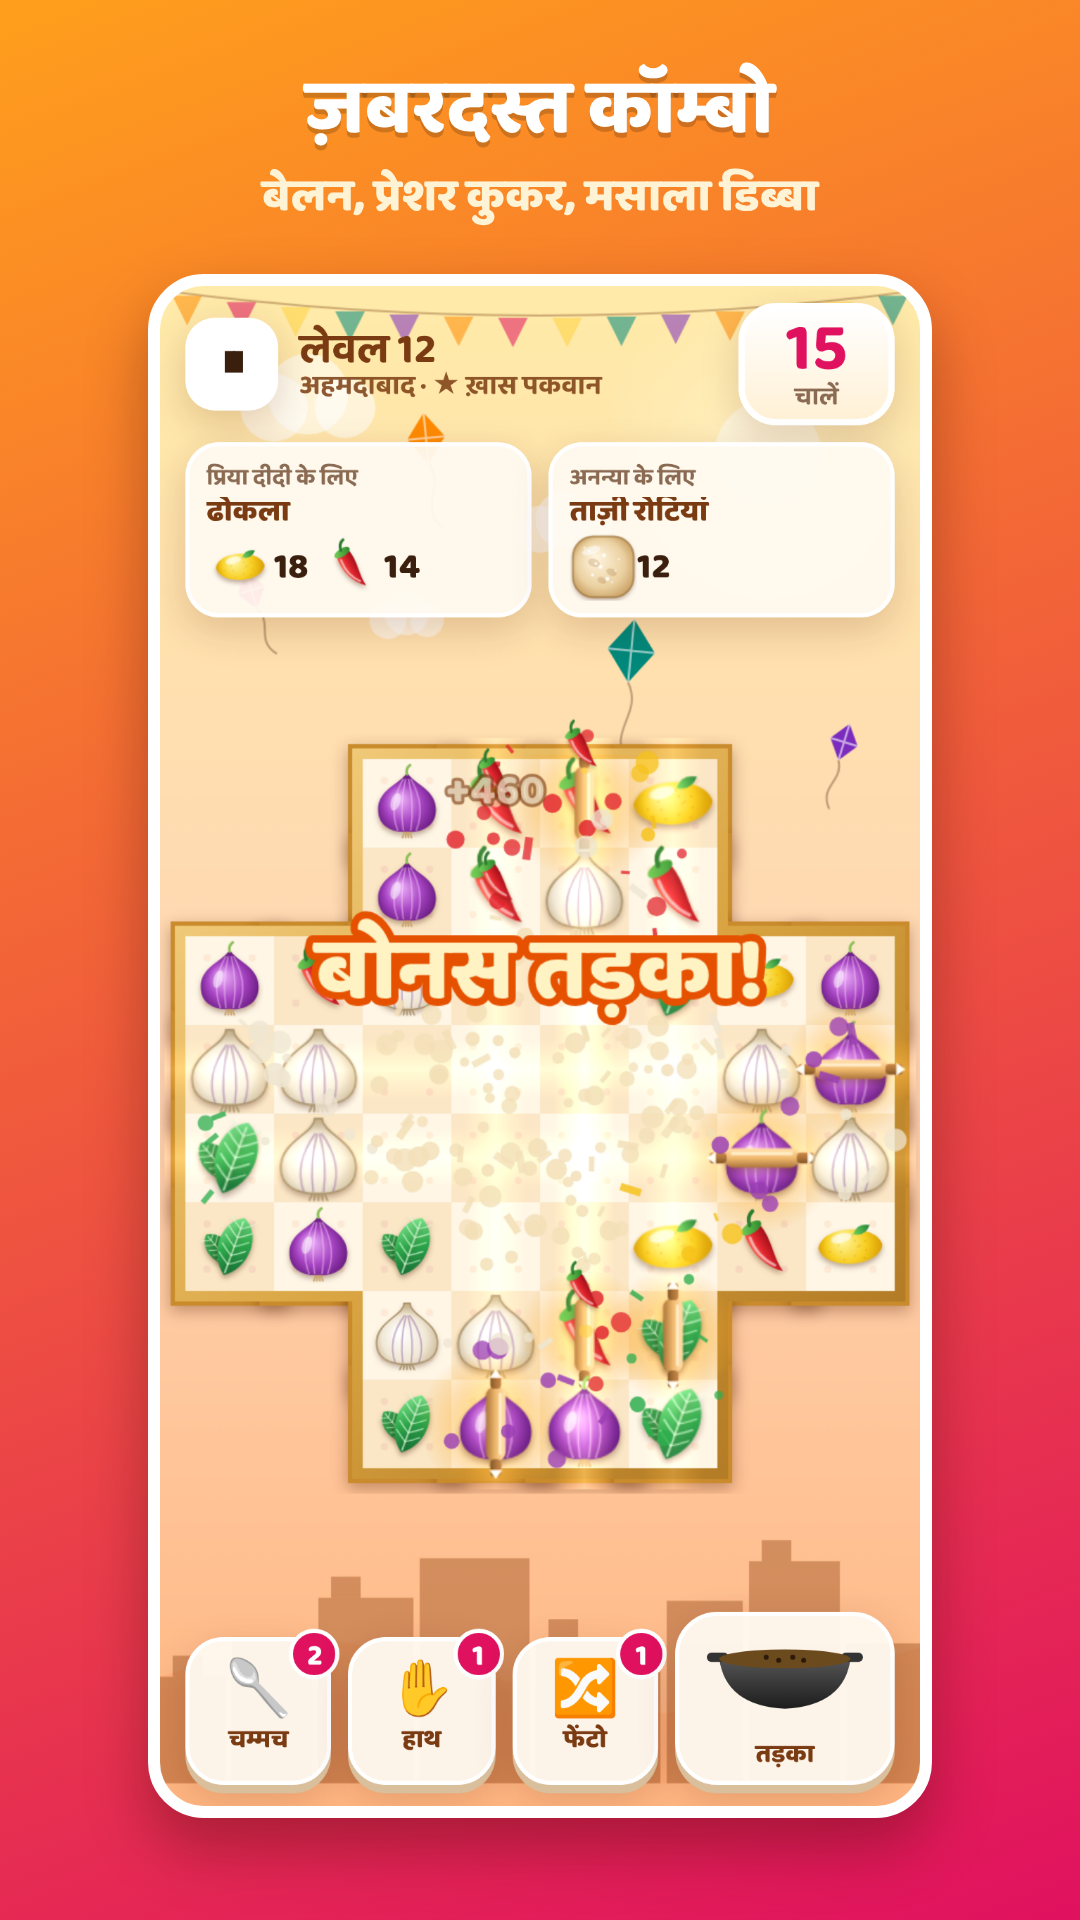 ज़बरदस्त कॉम्बो
बेलन, प्रेशर कुकर, मसाला डिब्बा
लेवल 12
अहमदाबाद · ★ ख़ास पकवान
15
चालें
प्रिया दीदी के लिए
ढोकला
18 14
अनन्या के लिए
ताज़ी रोटियां
12
+460
बोनस तड़का!
2
चम्मच
1
हाथ
1
फेंटो
तड़का